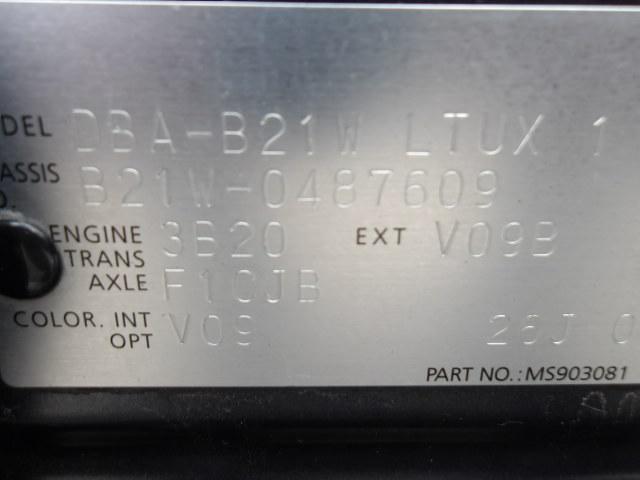 DEL DBA-B21W LTUX 1
ASSIS B21W-0487609
O.
ENGINE 3B20 EXT V09B
TRANS
AXLE F1CJB
COLOR. INT V09 26J 0
OPT
PART NO.:MS903081